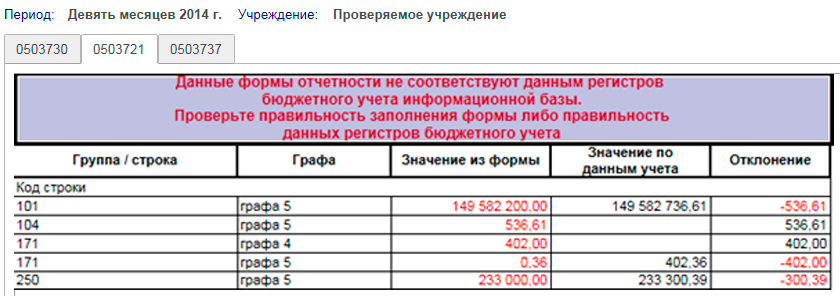 Период: Девять месяцев 2014 г. Учреждение: Проверяемое учреждение
0503730 0503721 0503737
Данные формы отчетности не соответствуют данным регистров
бюджетного учета информационной базы.
Проверьте правильность заполнения формы либо правильность
данных регистров бюджетного учета
Группа / строка Графа Значение из формы Значение по данным учета Отклонение
Код строки
101 графа 5 149 582 200,00 149 582 736,61 -536,61
104 графа 5 536,61 536,61
171 графа 4 402,00 402,00
171 графа 5 0,36 402,36 -402,00
250 графа 5 233 000,00 233 300,39 -300,39